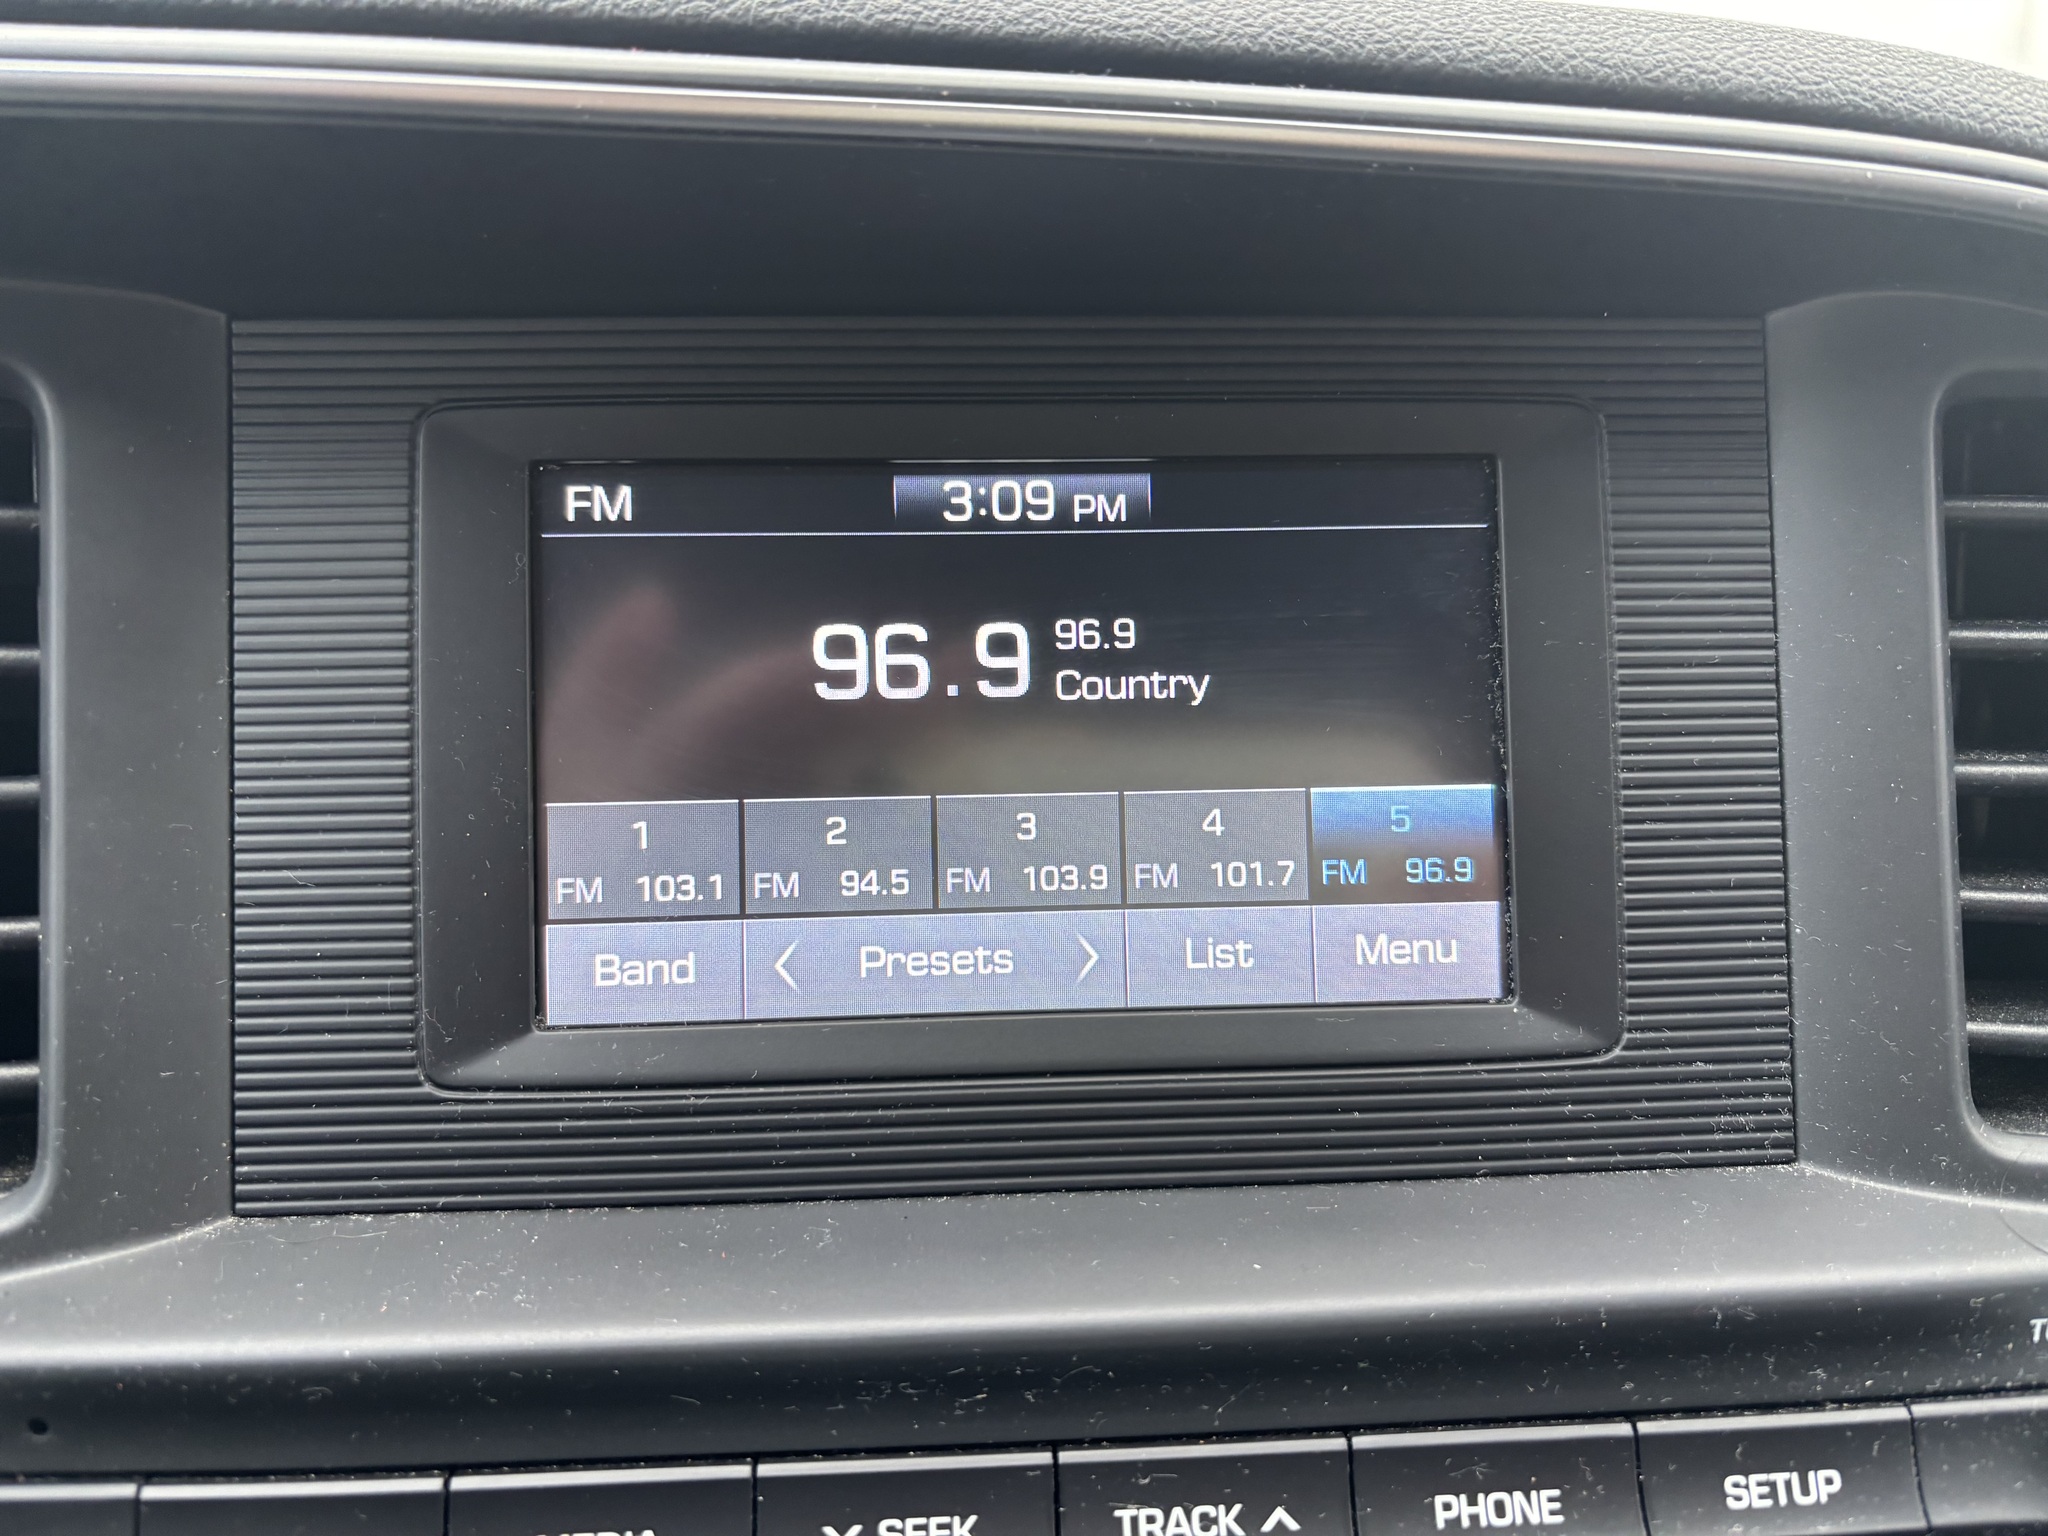 FM 3:09 PM
96.9 96.9
Country
1 2 3 4 5
FM 103.1 FM 94.5 FM 103.9 FM 101.7 FM 96.9
Band < Presets > List Menu
SEEK TRACK PHONE SETUP